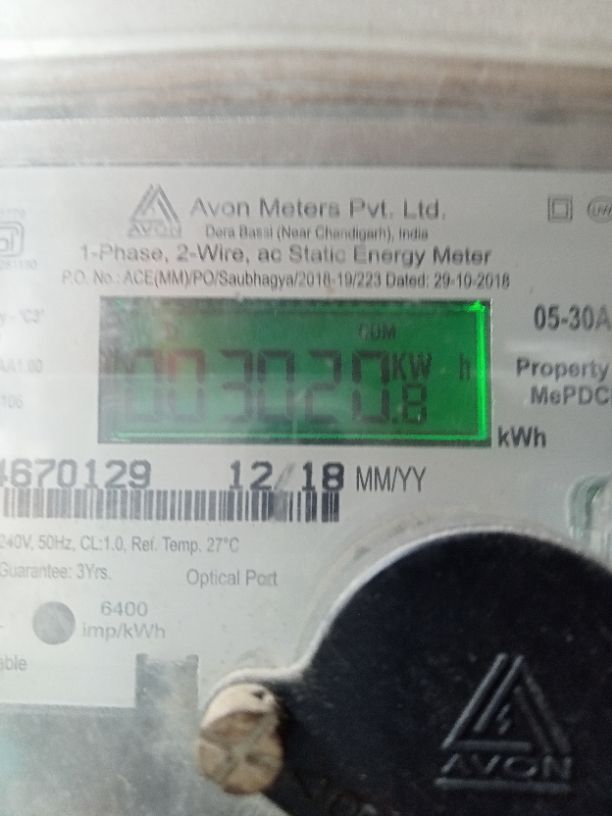 AVON
Avon Meters Pvt. Ltd.
Dera Bassi (Near Chandigarh), India
1-Phase, 2-Wire, ac Static Energy Meter
P.O. No.: ACE(MM)/PO/Saubhagya/2018-19/223 Dated: 29-10-2018
05-30A
CUM
003020.8 KW h
Property
MePDC
kWh
4670129 12/18 MM/YY
240V, 50Hz, CL:1.0, Ref. Temp. 27°C
Guarantee: 3Yrs.
Optical Port
6400
imp/kWh
AVON